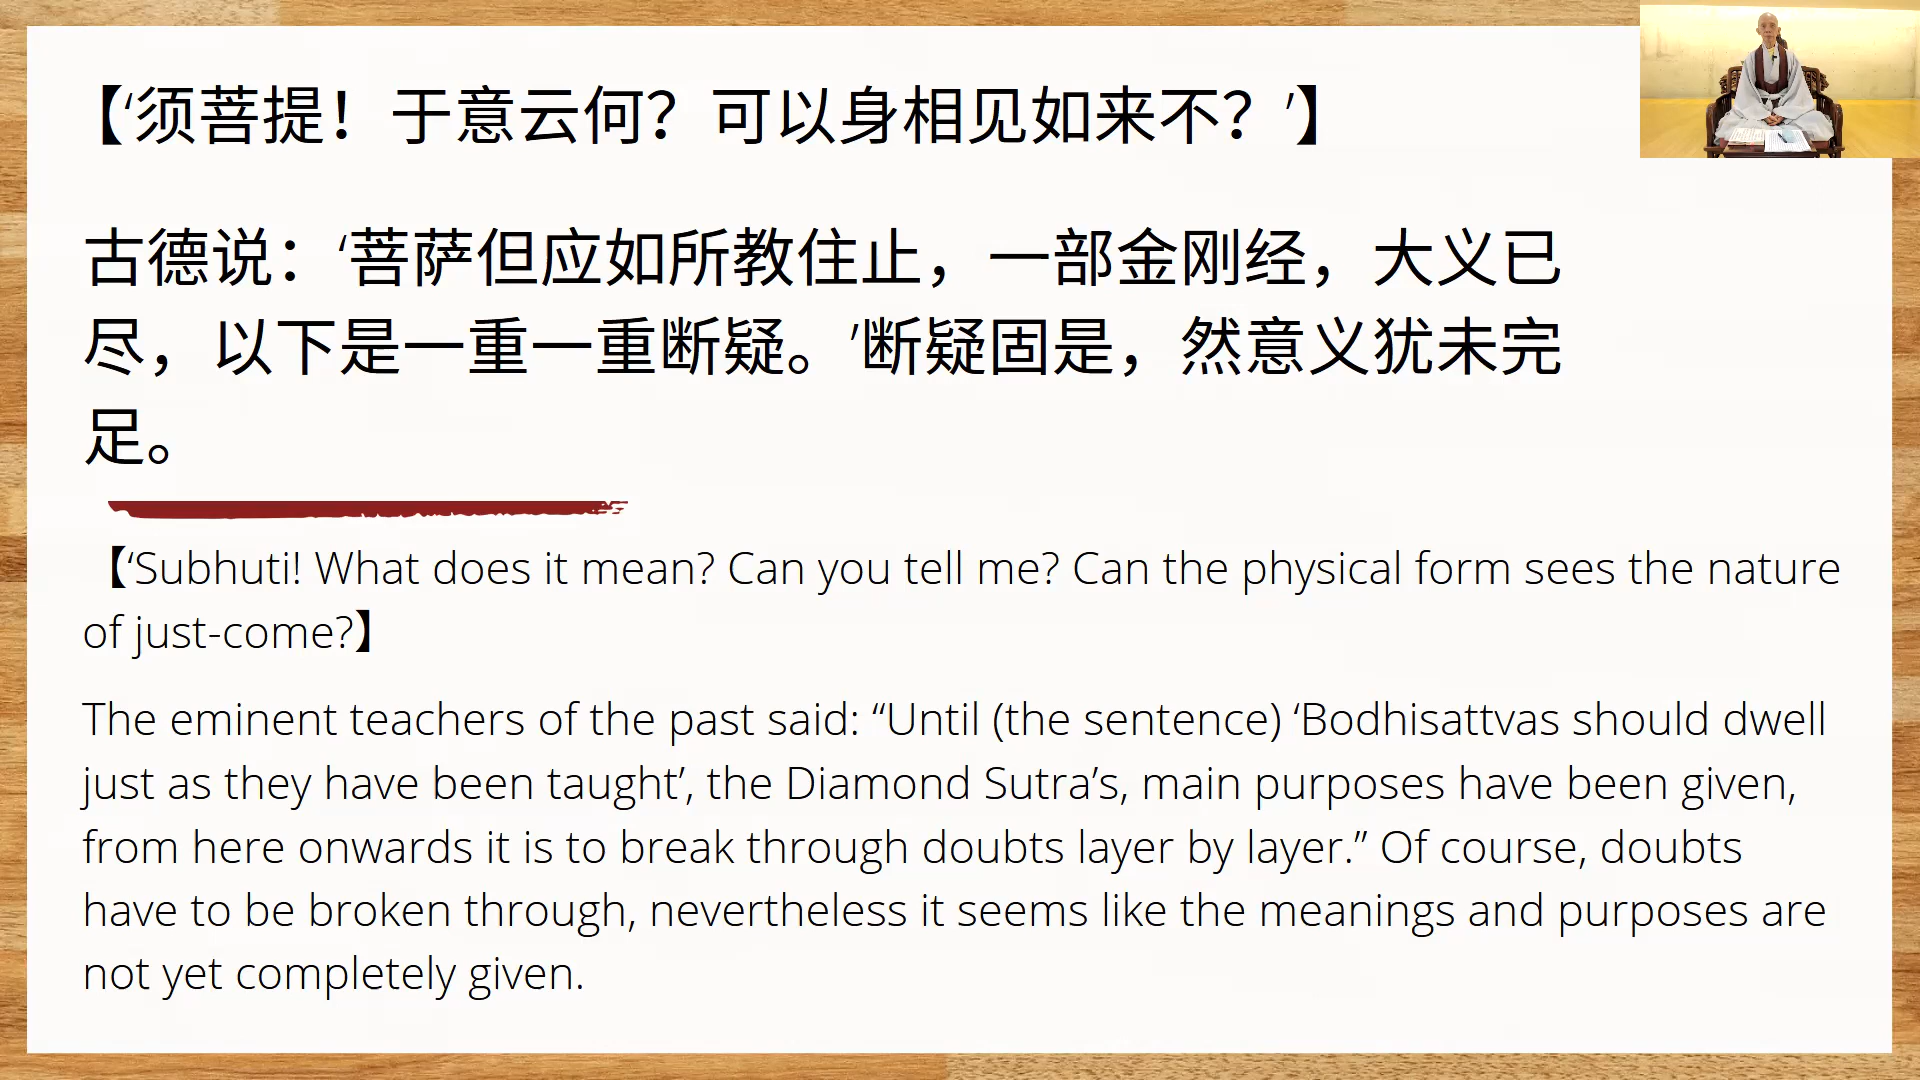 【‘须菩提！于意云何？可以身相见如来不？’】
古德说：‘菩萨但应如所教住止，一部金刚经，大义已
尽，以下是一重一重断疑。’断疑固是，然意义犹未完
足。
【‘Subhuti! What does it mean? Can you tell me? Can the physical form sees the nature
of just-come?】
The eminent teachers of the past said: “Until (the sentence) ‘Bodhisattvas should dwell
just as they have been taught’, the Diamond Sutra’s, main purposes have been given,
from here onwards it is to break through doubts layer by layer.” Of course, doubts
have to be broken through, nevertheless it seems like the meanings and purposes are
not yet completely given.